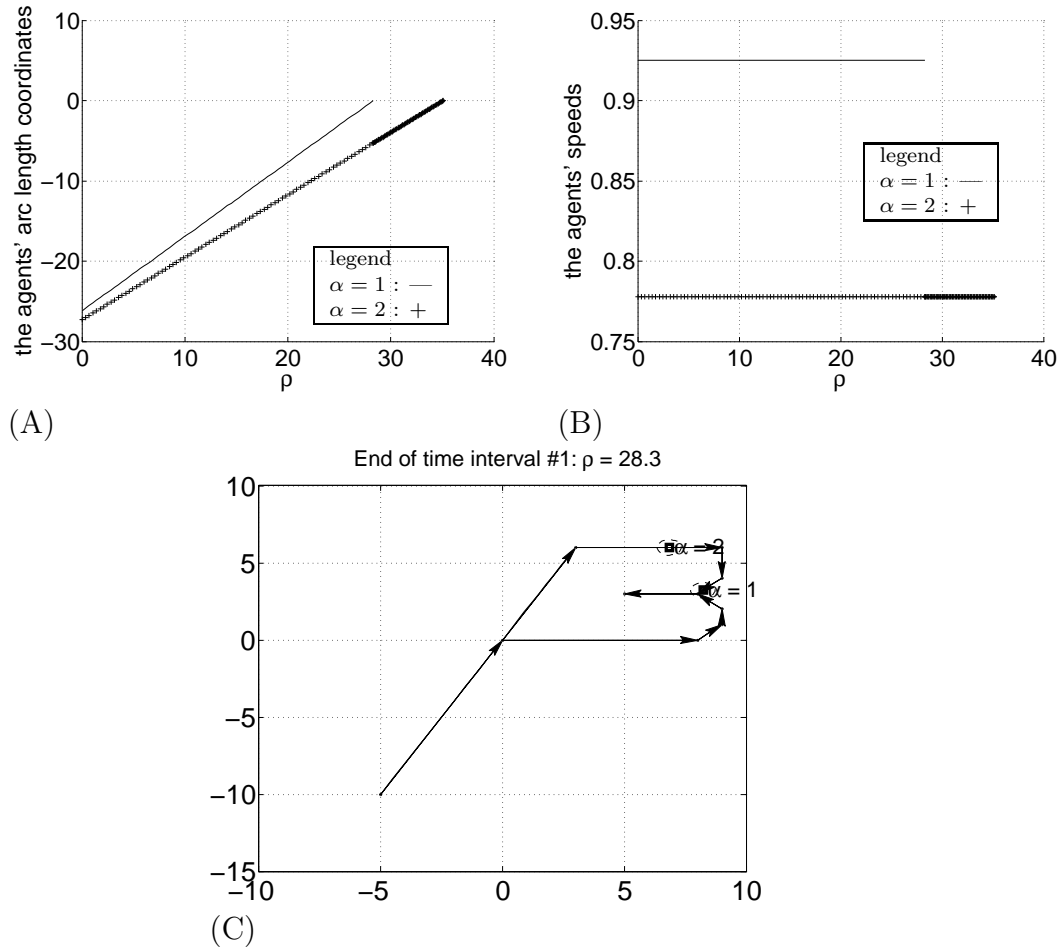 10
0
−10
−20
−30
0
10
20
30
40
ρ
the agents' arc length coordinates
legend
α = 1 : —
α = 2 : +
(A)
0.95
0.9
0.85
0.8
0.75
0
10
20
30
40
ρ
the agents' speeds
legend
α = 1 : —
α = 2 : +
(B)
End of time interval #1: ρ = 28.3
10
5
0
−5
−10
−15
−10
−5
0
5
10
α = 2
α = 1
(C)